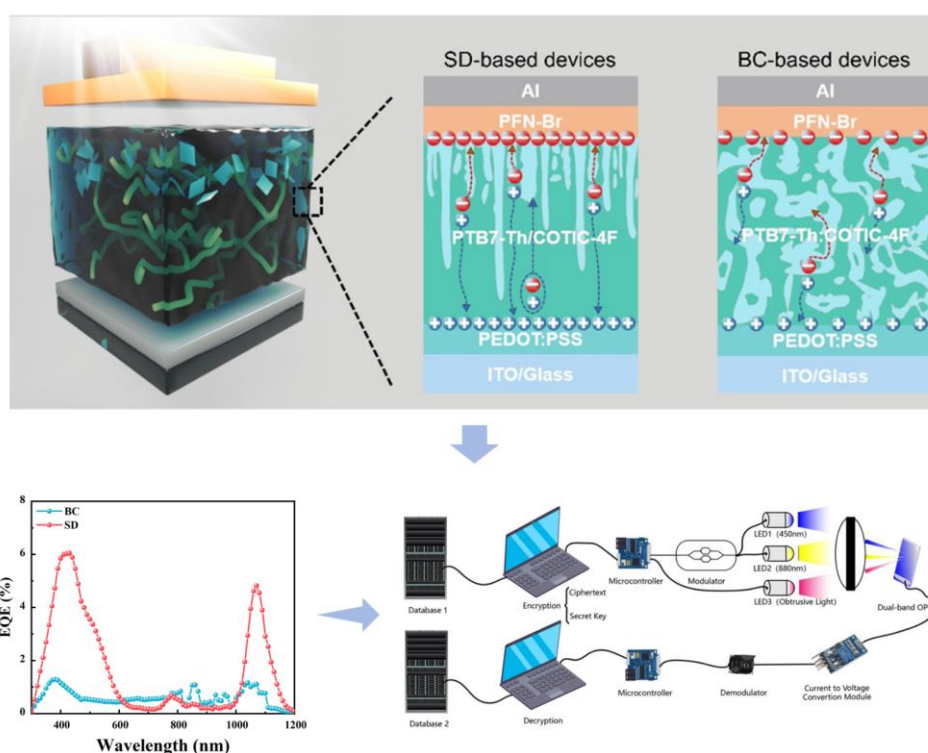 SD-based devices
Al
PFN-Br
PTB7-Th/COTIC-4F
PEDOT:PSS
ITO/Glass
BC-based devices
Al
PFN-Br
PTB7-Th:COTIC-4F
PEDOT:PSS
ITO/Glass
8
6
4
2
0
EQE (%)
BC
SD
400
600
800
1000
1200
Wavelength (nm)
Database 1
Encryption
Ciphertext
Secret Key
Microcontroller
Modulator
LED1 (450nm)
LED2 (880nm)
LED3 (Obtrusive Light)
Dual-band OP
Database 2
Decryption
Microcontroller
Demodulator
Current to Voltage
Convertion Module